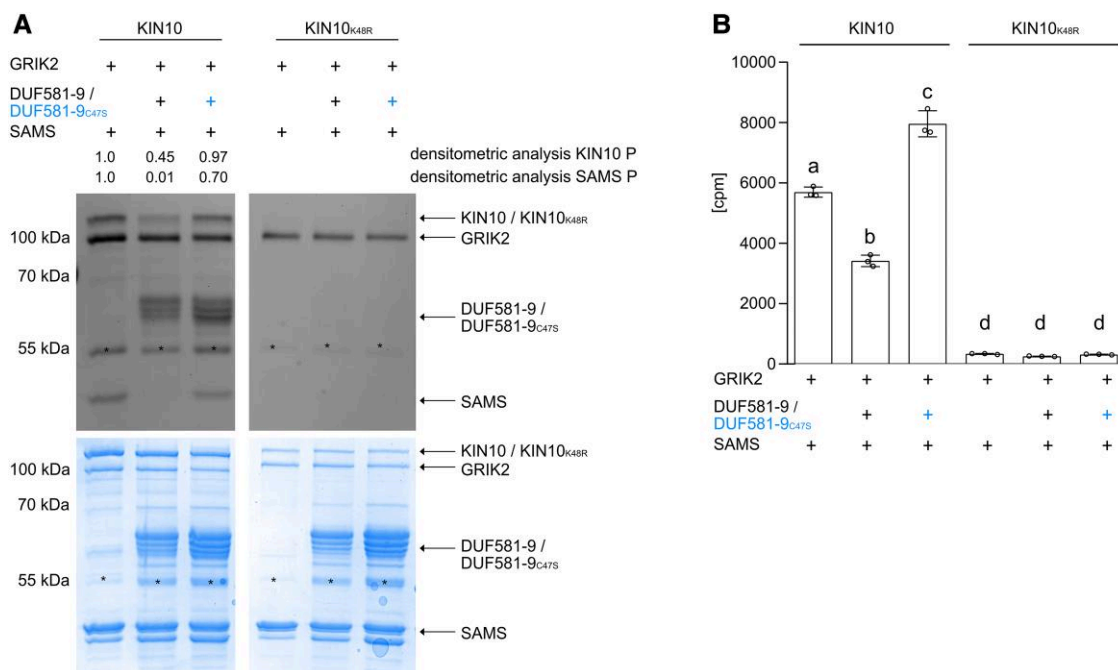 A
KIN10 KIN10K48R
GRIK2 + + + + + +
DUF581-9 /
DUF581-9C47S + + + +
SAMS + + + + + +
1.0 0.45 0.97 densitometric analysis KIN10 P
1.0 0.01 0.70 densitometric analysis SAMS P
KIN10 / KIN10K48R
100 kDa GRIK2
70 kDa
DUF581-9 /
DUF581-9C47S
55 kDa * * * * * *
SAMS
KIN10 / KIN10K48R
100 kDa GRIK2
70 kDa
DUF581-9 /
DUF581-9C47S
55 kDa * * * * * *
SAMS
B
KIN10 KIN10K48R
10000
8000
6000
4000
2000
0
[cpm]
a b c d d d
GRIK2 + + + + + +
DUF581-9 /
DUF581-9C47S + + + +
SAMS + + + + + +